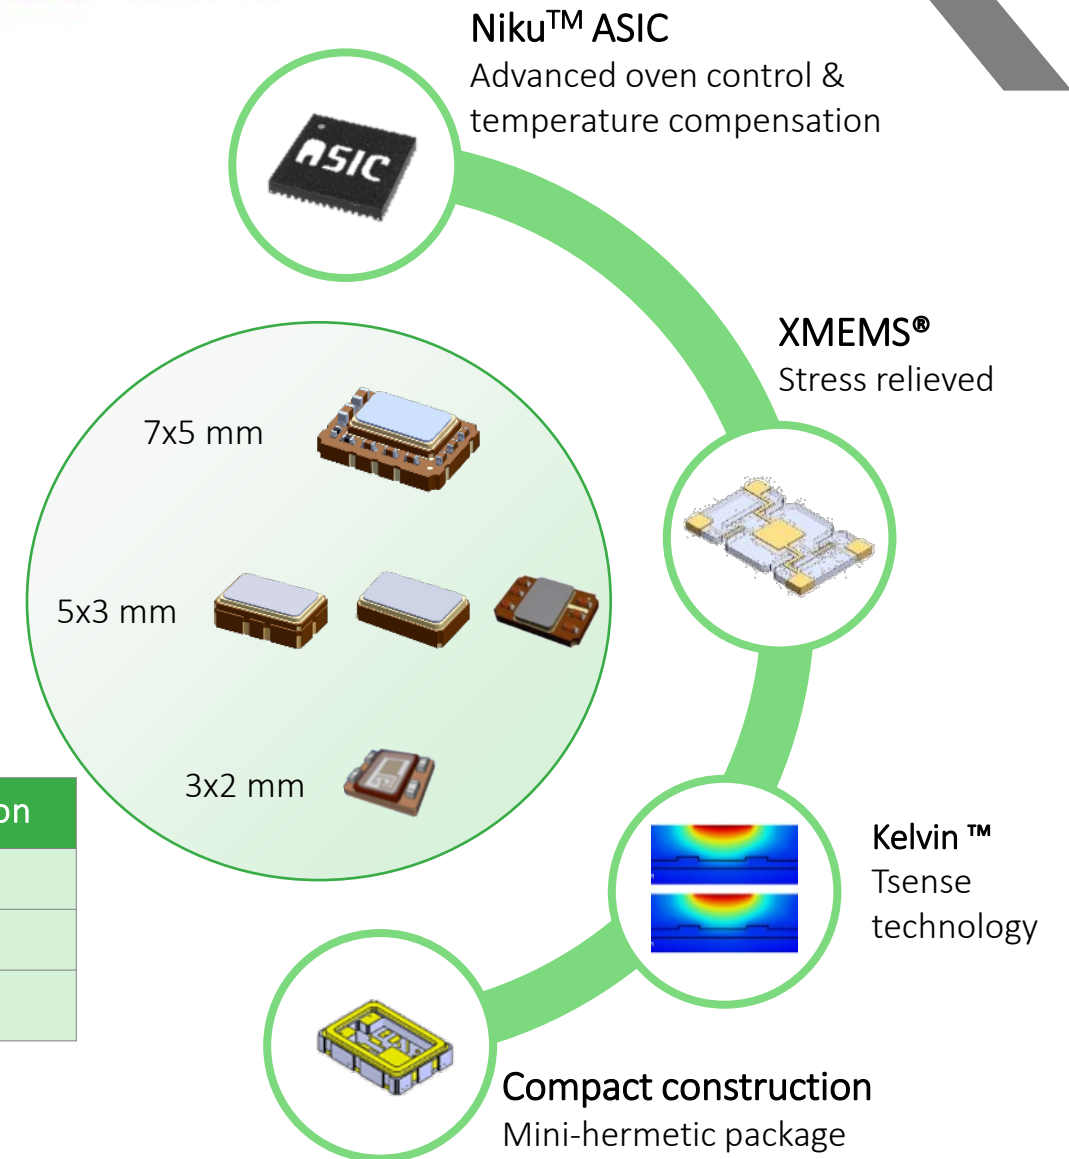 Niku™ ASIC
Advanced oven control &
temperature compensation
ASIC
XMEMS®
Stress relieved
7x5 mm
5x3 mm
3x2 mm
on
Kelvin ™
Tsense
technology
Compact construction
Mini-hermetic package